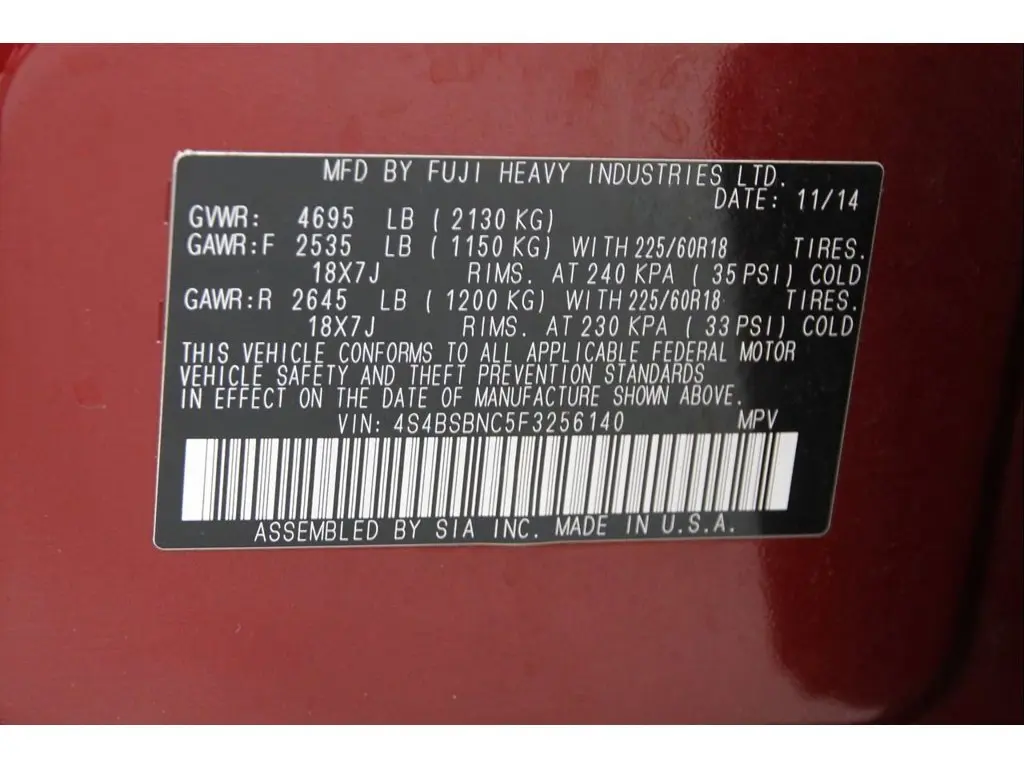 MFD BY FUJI HEAVY INDUSTRIES LTD.
DATE: 11/14
GVWR: 4695 LB ( 2130 KG)
GAWR:F 2535 LB ( 1150 KG) WITH 225/60R18 TIRES.
18X7J RIMS. AT 240 KPA ( 35 PSI) COLD
GAWR:R 2645 LB ( 1200 KG) WITH 225/60R18 TIRES.
18X7J RIMS. AT 230 KPA ( 33 PSI) COLD
THIS VEHICLE CONFORMS TO ALL APPLICABLE FEDERAL MOTOR
VEHICLE SAFETY AND THEFT PREVENTION STANDARDS
IN EFFECT ON THE DATE OF MANUFACTURE SHOWN ABOVE.
VIN: 4S4BSBNC5F3256140 MPV
ASSEMBLED BY SIA INC. MADE IN U.S.A.